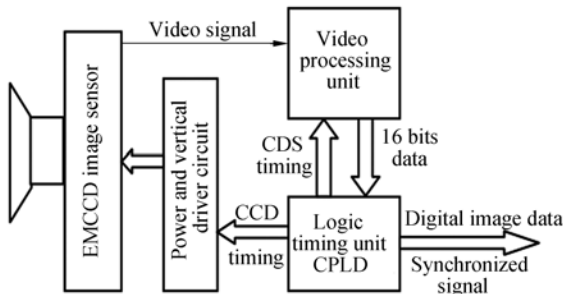 Video signal
Video
processing
unit
EMCCD image sensor
Power and vertical
driver circuit
CDS
timing
16 bits
data
CCD
timing
Logic
timing unit
CPLD
Digital image data
Synchronized
signal